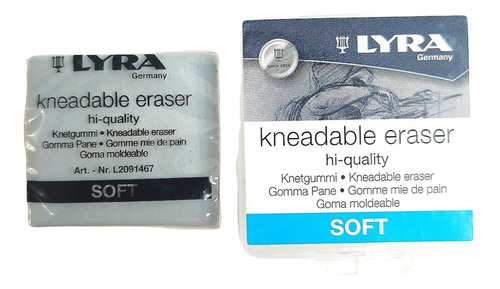 LYRA
Germany
kneadable eraser
hi-quality
Knetgummi • Kneadable eraser
Gomma Pane • Gomme mie de pain
Goma moldeable
Art. - Nr. L2091467
SOFT
LYRA
Germany
kneadable eraser
hi-quality
Knetgummi • Kneadable eraser
Gomma Pane • Gomme mie de pain
Goma moldeable
SOFT